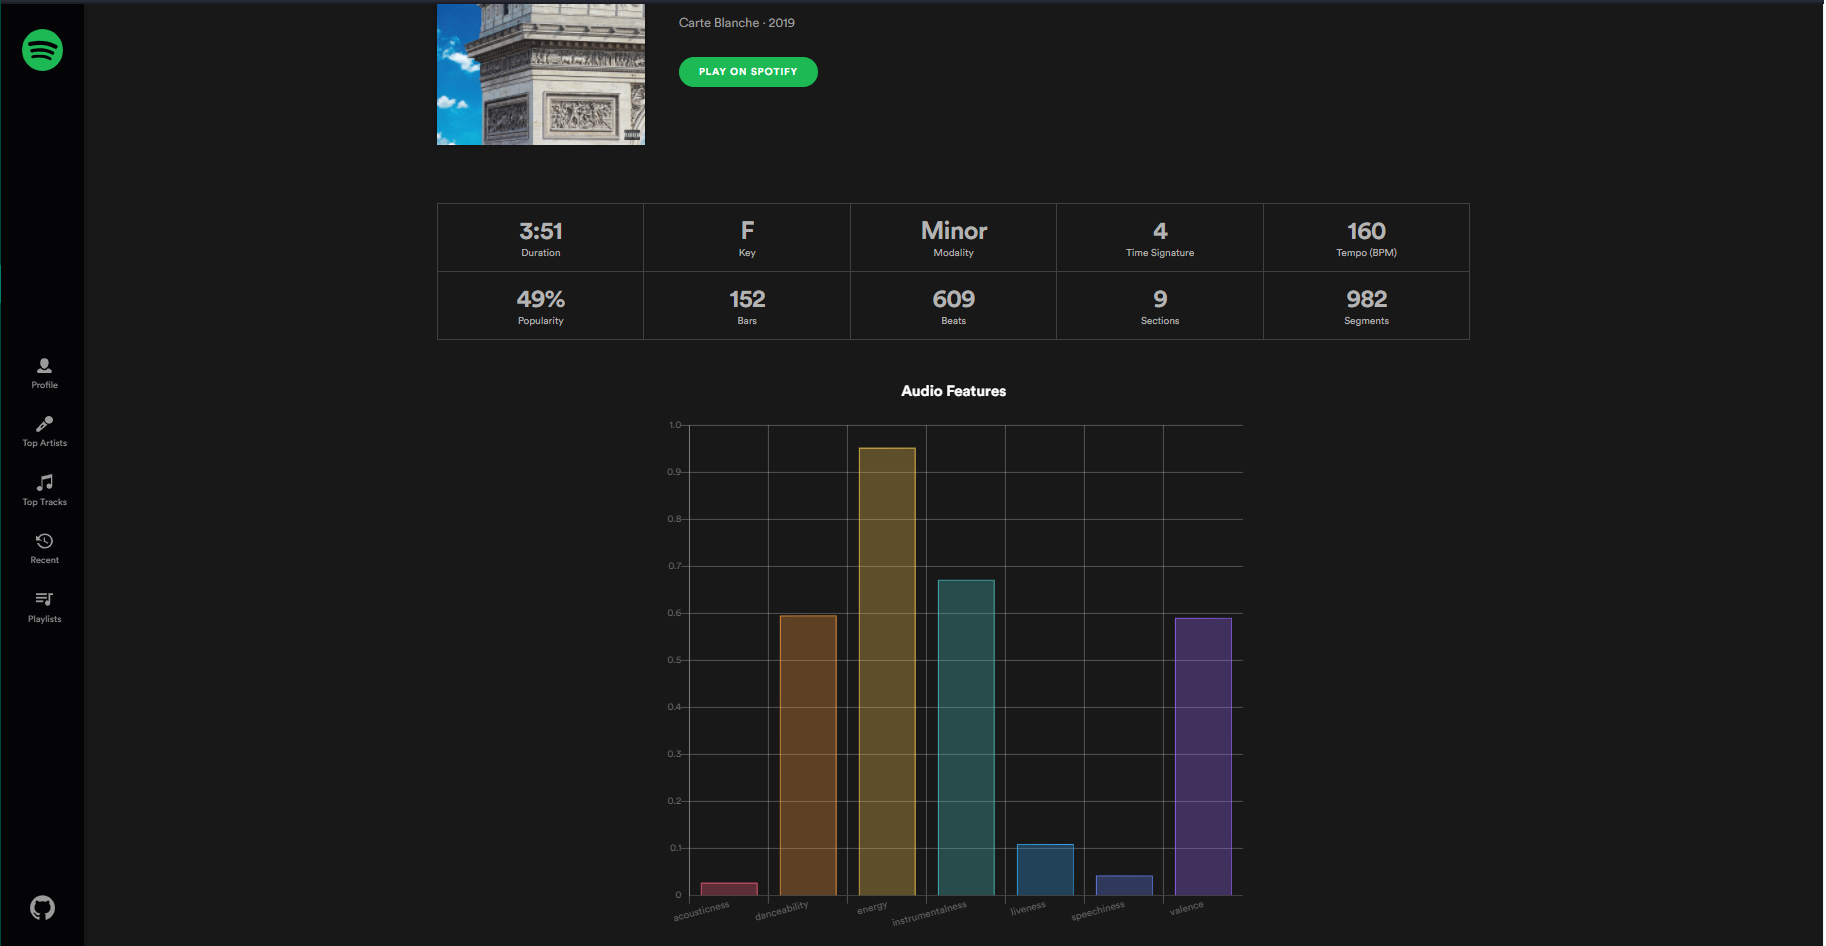 Carte Blanche · 2019
PLAY ON SPOTIFY
3:51
Duration
F
Key
Minor
Modality
4
Time Signature
160
Tempo (BPM)
49%
Popularity
152
Bars
609
Beats
9
Sections
982
Segments
Profile
Top Artists
Top Tracks
Recent
Playlists
Audio Features
1.0
0.9
0.8
0.7
0.6
0.5
0.4
0.3
0.2
0.1
0
acousticness
danceability
energy
instrumentalness
liveness
speechiness
valence